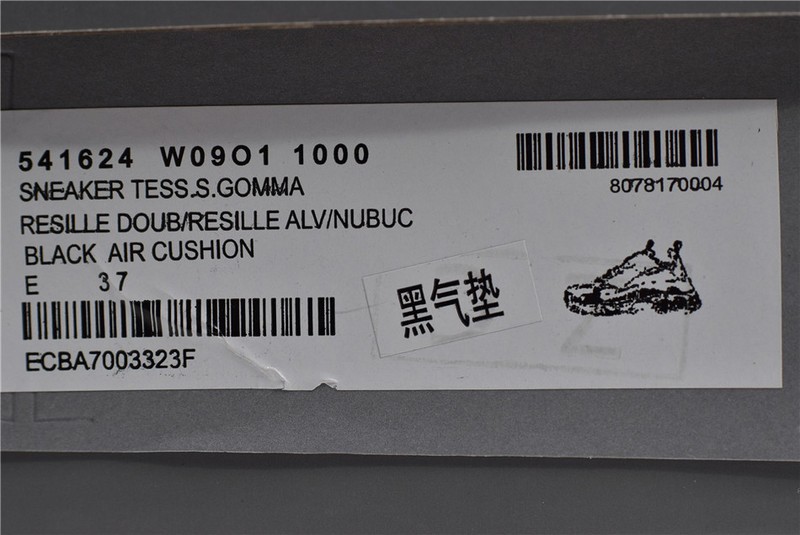 541624 W09O1 1000
SNEAKER TESS.S.GOMMA
RESILLE DOUB/RESILLE ALV/NUBUC
BLACK AIR CUSHION
E 37
ECBA7003323F
8078170004
黑气垫